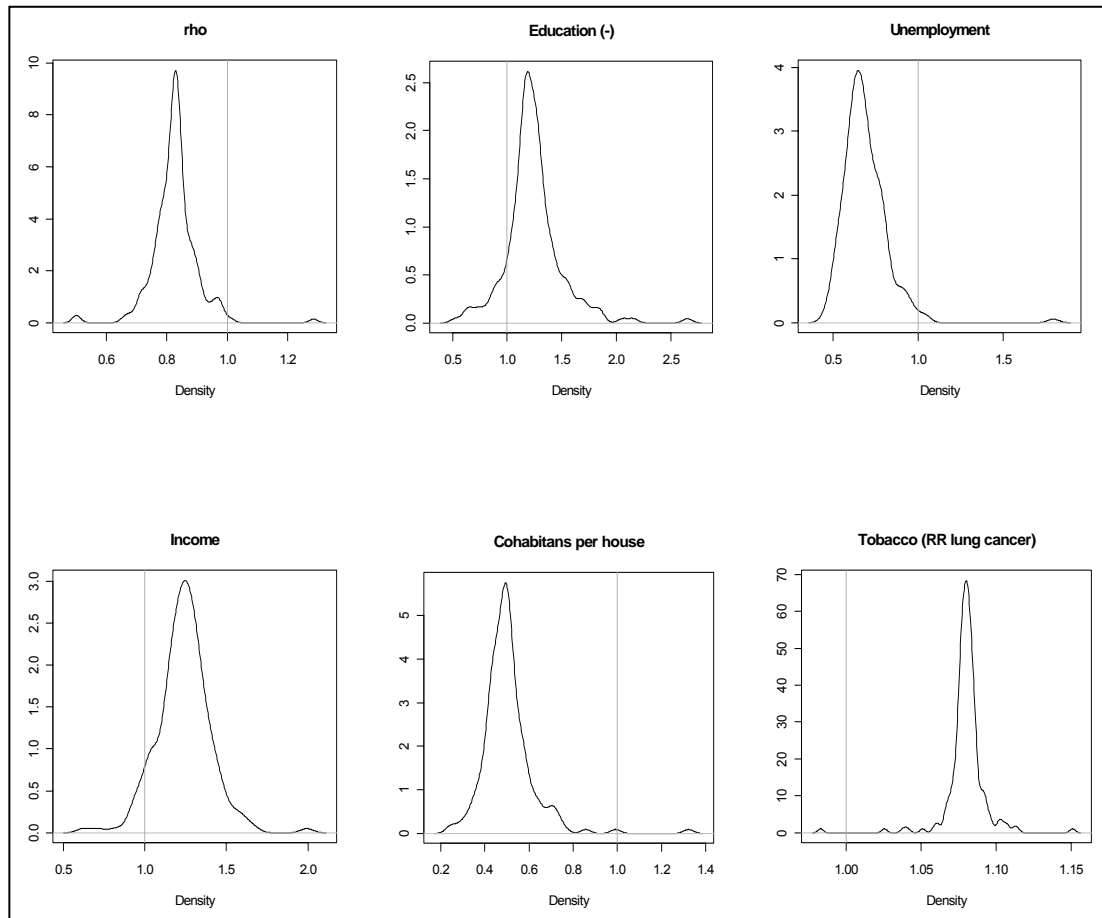 rho
10
8
6
4
2
0
0.6 0.8 1.0 1.2
Density
Education (-)
2.5
2.0
1.5
1.0
0.5
0.0
0.5 1.0 1.5 2.0 2.5
Density
Unemployment
4
3
2
1
0
0.5 1.0 1.5
Density
Income
3.0
2.5
2.0
1.5
1.0
0.5
0.0
0.5 1.0 1.5 2.0
Density
Cohabitans per house
5
4
3
2
1
0
0.2 0.4 0.6 0.8 1.0 1.2 1.4
Density
Tobacco (RR lung cancer)
70
60
50
40
30
20
10
0
1.00 1.05 1.10 1.15
Density